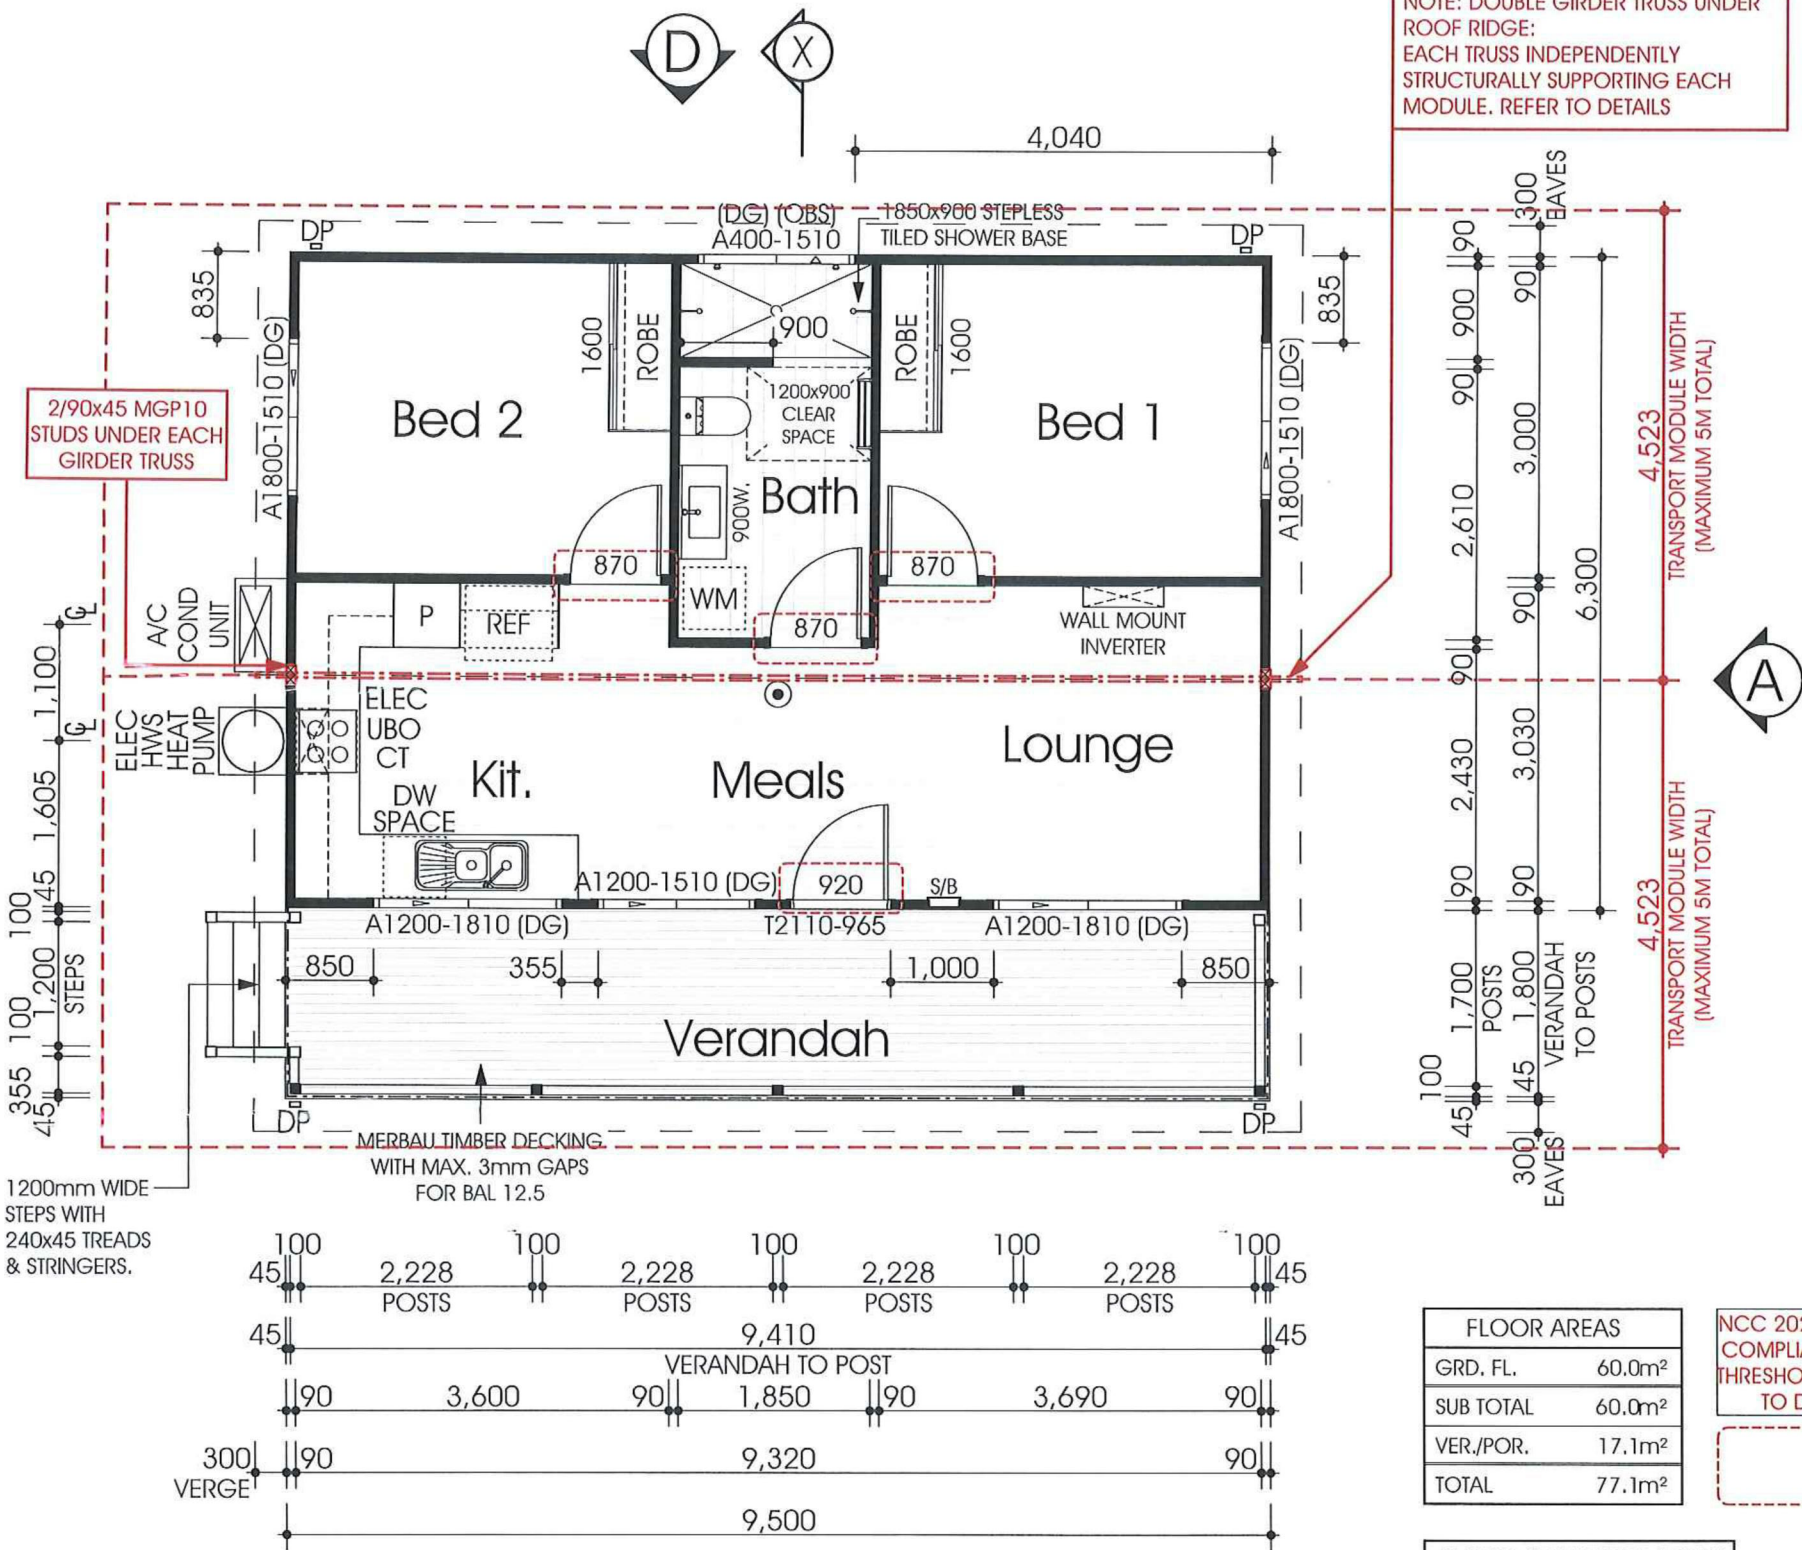 NOTE: DOUBLE GIRDER TRUSS UNDER
ROOF RIDGE:
EACH TRUSS INDEPENDENTLY
STRUCTURALLY SUPPORTING EACH
MODULE. REFER TO DETAILS
D
X
4,040
300
EAVES
(DG) (OBS)
A400-1510
1850x900 STEPLESS
TILED SHOWER BASE
DP
DP
835
835
90
90
900
90
3,000
2,610
90
90
6,300
2,430
3,030
90
90
4,523
TRANSPORT MODULE WIDTH
(MAXIMUM 5M TOTAL)
4,523
TRANSPORT MODULE WIDTH
(MAXIMUM 5M TOTAL)
A1800-1510 (DG)
1600
ROBE
900
ROBE
1600
A1800-1510 (DG)
2/90x45 MGP10
STUDS UNDER EACH
GIRDER TRUSS
Bed 2
1200x900
CLEAR
SPACE
Bed 1
Bath
900W.
870
870
WM
870
P
REF
WALL MOUNT
INVERTER
A/C
COND
UNIT
CL
1,100
CL
ELEC
HWS
HEAT
PUMP
ELEC
UBO
CT
Kit.
Meals
Lounge
A
DW
SPACE
1,605
45
100
1,200
STEPS
100
355
45
A1200-1510 (DG)
920
S/B
A1200-1810 (DG)
T2110-965
A1200-1810 (DG)
850
355
1,000
850
1,700
POSTS
1,800
VERANDAH
TO POSTS
100
45
45
300
EAVES
Verandah
DP
DP
MERBAU TIMBER DECKING
WITH MAX. 3mm GAPS
FOR BAL 12.5
1200mm WIDE
STEPS WITH
240x45 TREADS
& STRINGERS.
100 100 100 100 100
45 2,228 2,228 2,228 2,228 45
POSTS POSTS POSTS POSTS
45 9,410 45
VERANDAH TO POST
90 3,600 90 1,850 90 3,690 90
300 90 9,320 90
VERGE
9,500
FLOOR AREAS
GRD. FL. 60.0m²
SUB TOTAL 60.0m²
VER./POR. 17.1m²
TOTAL 77.1m²
NCC
TO